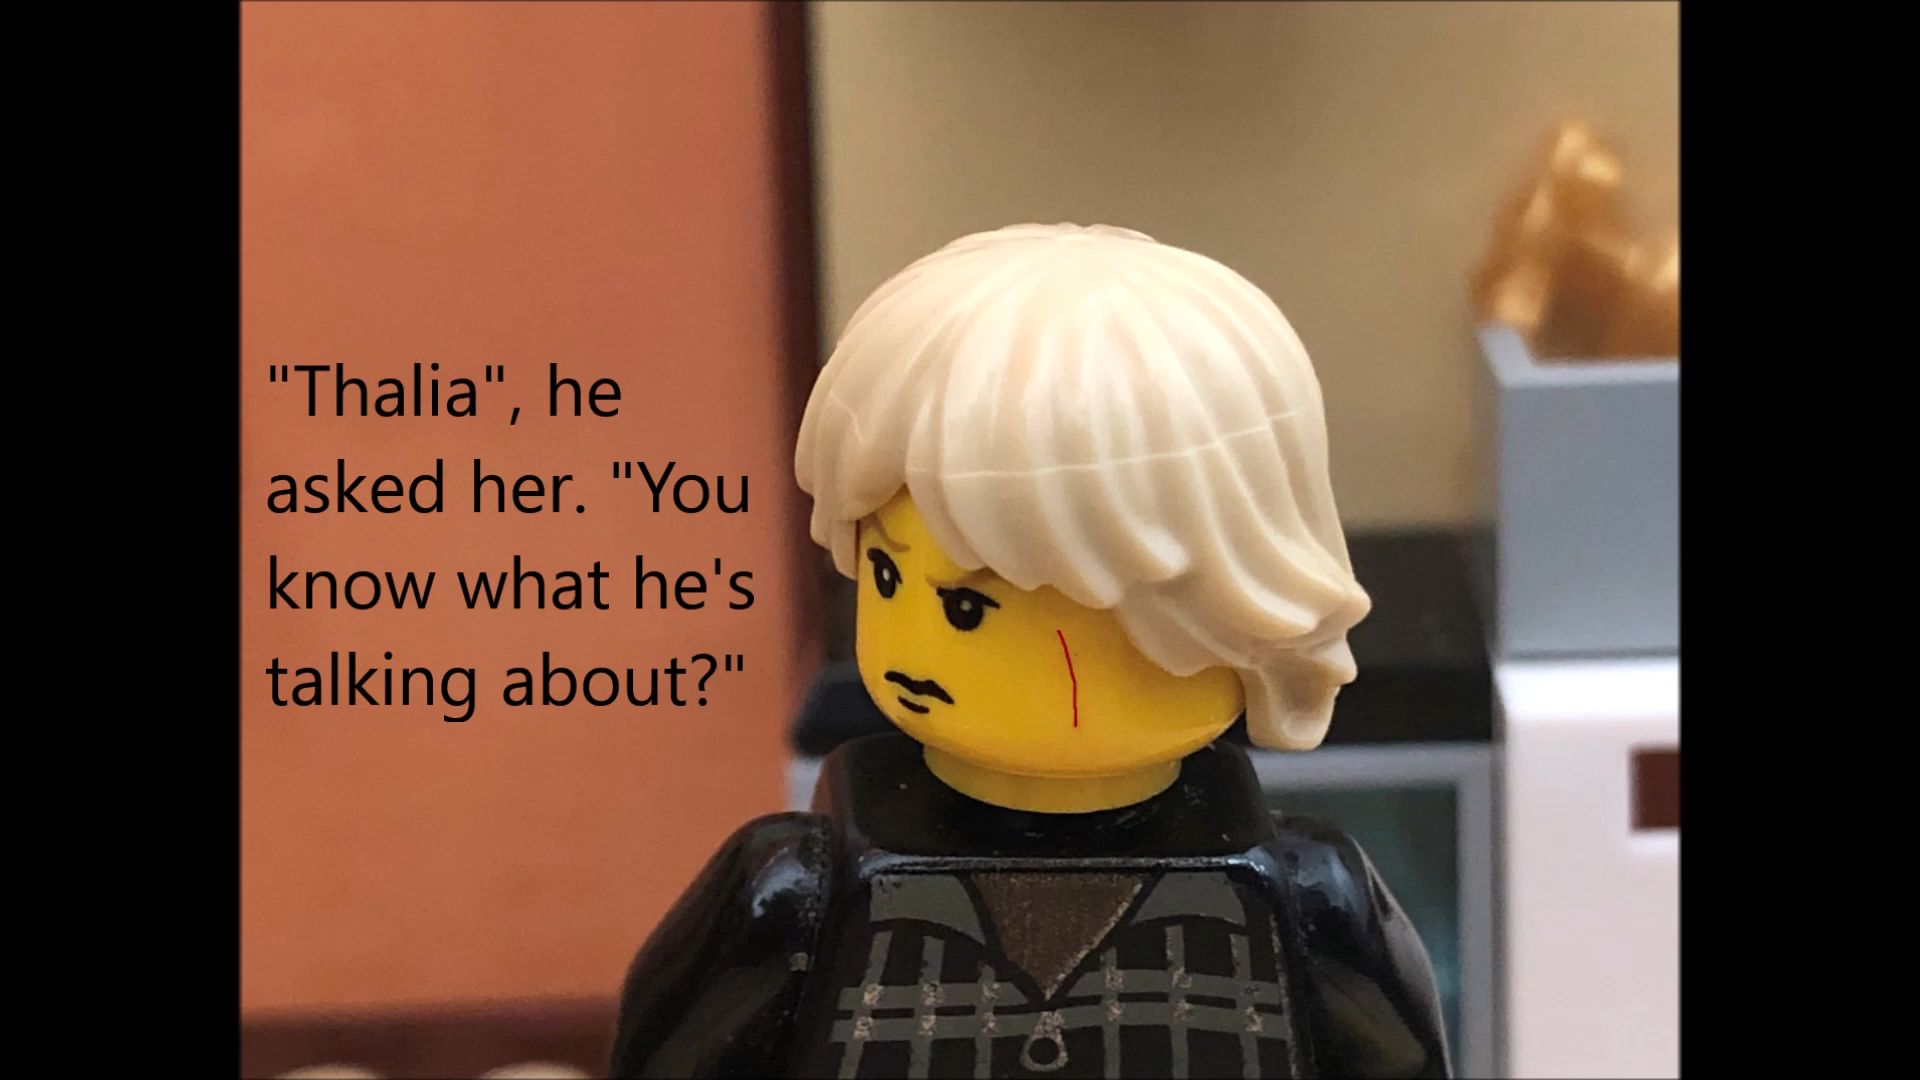 "Thalia", he
asked her. "You
know what he's
talking about?"